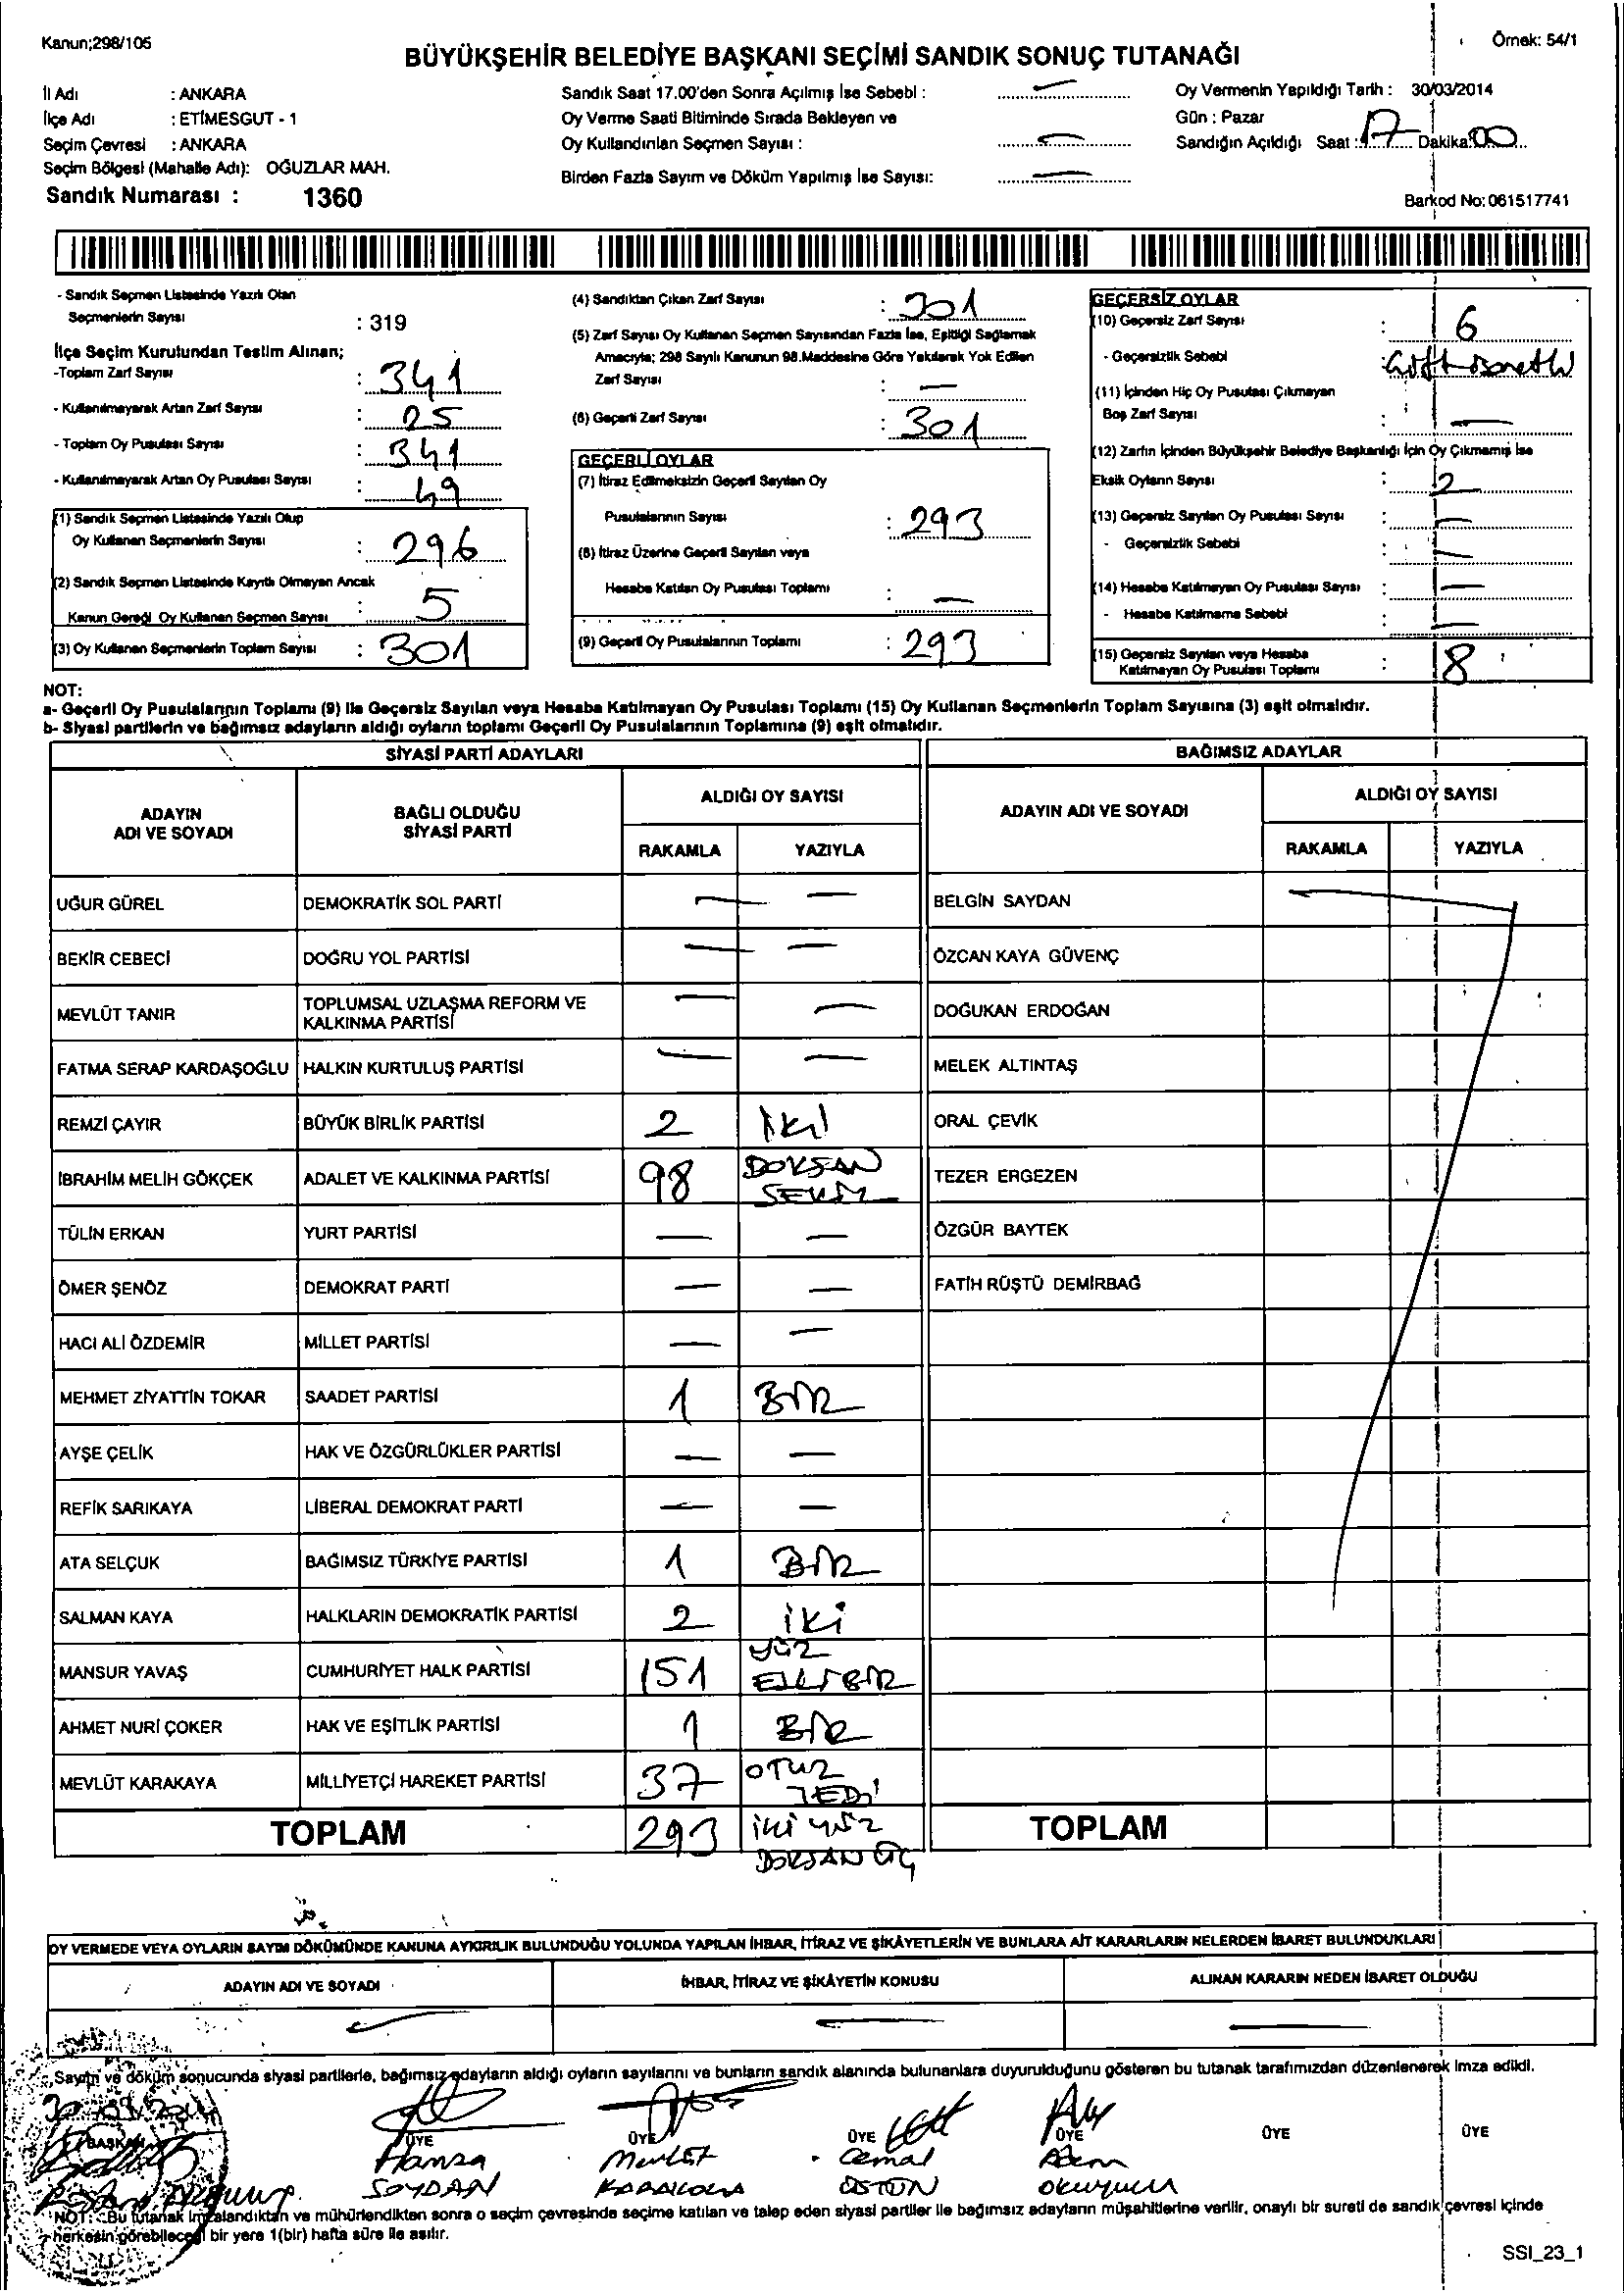 Kanun;298/105
Örnek: 54/1
BÜYÜKŞEHİR BELEDİYE BAŞKANI SEÇİMİ SANDIK SONUÇ TUTANAĞI
İl Adı : ANKARA
İlçe Adı : ETİMESGUT - 1
Seçim Çevresi : ANKARA
Seçim Bölgesi (Mahalle Adı): OĞUZLAR MAH.
Sandık Numarası : 1360
Sandık Saat 17.00'den Sonra Açılmış İse Sebebi :
Oy Verme Saati Bitiminde Sırada Bekleyen ve
Oy Kullandırılan Seçmen Sayısı :
Birden Fazla Sayım ve Döküm Yapılmış İse Sayısı:
Oy Vermenin Yapıldığı Tarih : 30/03/2014
Gün : Pazar
Sandığın Açıldığı Saat : 17 Dakika: 00
Barkod No: 061517741
- Sandık Seçmen Listesinde Yazılı Olan
Seçmenlerin Sayısı : 319
İlçe Seçim Kurulundan Teslim Alınan;
-Toplam Zarf Sayısı : 341
- Kullanılmayarak Artan Zarf Sayısı : 25
- Toplam Oy Pusulası Sayısı : 341
- Kullanılmayarak Artan Oy Pusulası Sayısı : 49
(1) Sandık Seçmen Listesinde Yazılı Olup
Oy Kullanan Seçmenlerin Sayısı : 296
(2) Sandık Seçmen Listesinde Kayıtlı Olmayan Ancak
Kanun Gereği Oy Kullanan Seçmen Sayısı : 5
(3) Oy Kullanan Seçmenlerin Toplam Sayısı : 301
(4) Sandıktan Çıkan Zarf Sayısı : 301
(5) Zarf Sayısı Oy Kullanan Seçmen Sayısından Fazla İse, Eşitliği Sağlamak
Amacıyla; 298 Sayılı Kanunun 98.Maddesine Göre Yakılarak Yok Edilen
Zarf Sayısı : —
(6) Geçerli Zarf Sayısı : 301
GEÇERLİ OYLAR
(7) İtiraz Edilmeksizin Geçerli Sayılan Oy
Pusulalarının Sayısı : 293
(8) İtiraz Üzerine Geçerli Sayılan veya
Hesaba Katılan Oy Pusulası Toplamı : —
(9) Geçerli Oy Pusulalarının Toplamı : 293
GEÇERSİZ OYLAR
(10) Geçersiz Zarf Sayısı : 6
- Geçersizlik Sebebi :
(11) İçinden Hiç Oy Pusulası Çıkmayan
Boş Zarf Sayısı : —
(12) Zarfın İçinden Büyükşehir Belediye Başkanlığı İçin Oy Çıkmamış İse
Eksik Oyların Sayısı : 2
(13) Geçersiz Sayılan Oy Pusulası Sayısı : —
- Geçersizlik Sebebi : —
(14) Hesaba Katılmayan Oy Pusulası Sayısı : —
- Hesaba Katılmama Sebebi : —
(15) Geçersiz Sayılan veya Hesaba
Katılmayan Oy Pusulası Toplamı : 8
NOT:
a- Geçerli Oy Pusulalarının Toplamı (9) ile Geçersiz Sayılan veya Hesaba Katılmayan Oy Pusulası Toplamı (15) Oy Kullanan Seçmenlerin Toplam Sayısına (3) eşit olmalıdır.
b- Siyasi partilerin ve bağımsız adayların aldığı oyların toplamı Geçerli Oy Pusulalarının Toplamına (9) eşit olmalıdır.
SİYASİ PARTİ ADAYLARI
BAĞIMSIZ ADAYLAR
ADAYIN
ADI VE SOYADI
BAĞLI OLDUĞU
SİYASİ PARTİ
ALDIĞI OY SAYISI
RAKAMLA YAZIYLA
ADAYIN ADI VE SOYADI
ALDIĞI OY SAYISI
RAKAMLA YAZIYLA
UĞUR GÜREL DEMOKRATİK SOL PARTİ — — BELGİN SAYDAN
BEKİR CEBECİ DOĞRU YOL PARTİSİ — — ÖZCAN KAYA GÜVENÇ
MEVLÜT TANIR TOPLUMSAL UZLAŞMA REFORM VE
KALKINMA PARTİSİ — — DOĞUKAN ERDOĞAN
FATMA SERAP KARDAŞOĞLU HALKIN KURTULUŞ PARTİSİ — — MELEK ALTINTAŞ
REMZİ ÇAYIR BÜYÜK BİRLİK PARTİSİ 2 İKİ ORAL ÇEVİK
İBRAHİM MELİH GÖKÇEK ADALET VE KALKINMA PARTİSİ 98 DOKSAN
SEKİZ TEZER ERGEZEN
TÜLİN ERKAN YURT PARTİSİ — — ÖZGÜR BAYTEK
ÖMER ŞENÖZ DEMOKRAT PARTİ — — FATİH RÜŞTÜ DEMİRBAĞ
HACI ALİ ÖZDEMİR MİLLET PARTİSİ — —
MEHMET ZİYATTİN TOKAR SAADET PARTİSİ 1 BİR
AYŞE ÇELİK HAK VE ÖZGÜRLÜKLER PARTİSİ — —
REFİK SARIKAYA LİBERAL DEMOKRAT PARTİ — —
ATA SELÇUK BAĞIMSIZ TÜRKİYE PARTİSİ 1 BİR
SALMAN KAYA HALKLARIN DEMOKRATİK PARTİSİ 2 İKİ
MANSUR YAVAŞ CUMHURİYET HALK PARTİSİ 151 YÜZ
ELLİ BİR
AHMET NURİ ÇOKER HAK VE EŞİTLİK PARTİSİ 1 BİR
MEVLÜT KARAKAYA MİLLİYETÇİ HAREKET PARTİSİ 37 OTUZ
YEDİ
TOPLAM 293 İKİ YÜZ
DOKSAN ÜÇ
TOPLAM
OY VERMEDE VEYA OYLARIN SAYIM DÖKÜMÜNDE KANUNA AYKIRILIK BULUNDUĞU YOLUNDA YAPILAN İHBAR, İTİRAZ VE ŞİKÂYETLERİN VE BUNLARA AİT KARARLARIN NELERDEN İBARET BULUNDUKLARI
ADAYIN ADI VE SOYADI İHBAR, İTİRAZ VE ŞİKÂYETİN KONUSU ALINAN KARARIN NEDEN İBARET OLDUĞU
Sayım ve döküm sonucunda siyasi partilerle, bağımsız adayların aldığı oyların sayılarını ve bunların sandık alanında bulunanlara duyurulduğunu gösteren bu tutanak tarafımızdan düzenlenerek imza edildi.
BAŞKAN ÜYE ÜYE ÜYE ÜYE ÜYE ÜYE
Hamza Mevlüt Cemal Adem
SOYDAN KARAKOCA ÜSTÜN OKUYUCU
NOT: Bu tutanak imzalandıktan ve mühürlendikten sonra o seçim çevresinde seçime katılan ve talep eden siyasi partiler ile bağımsız adayların müşahitlerine verilir, onaylı bir sureti de sandık çevresi içinde
herkesin görebileceği bir yere 1(bir) hafta süre ile asılır.
SSI_23_1